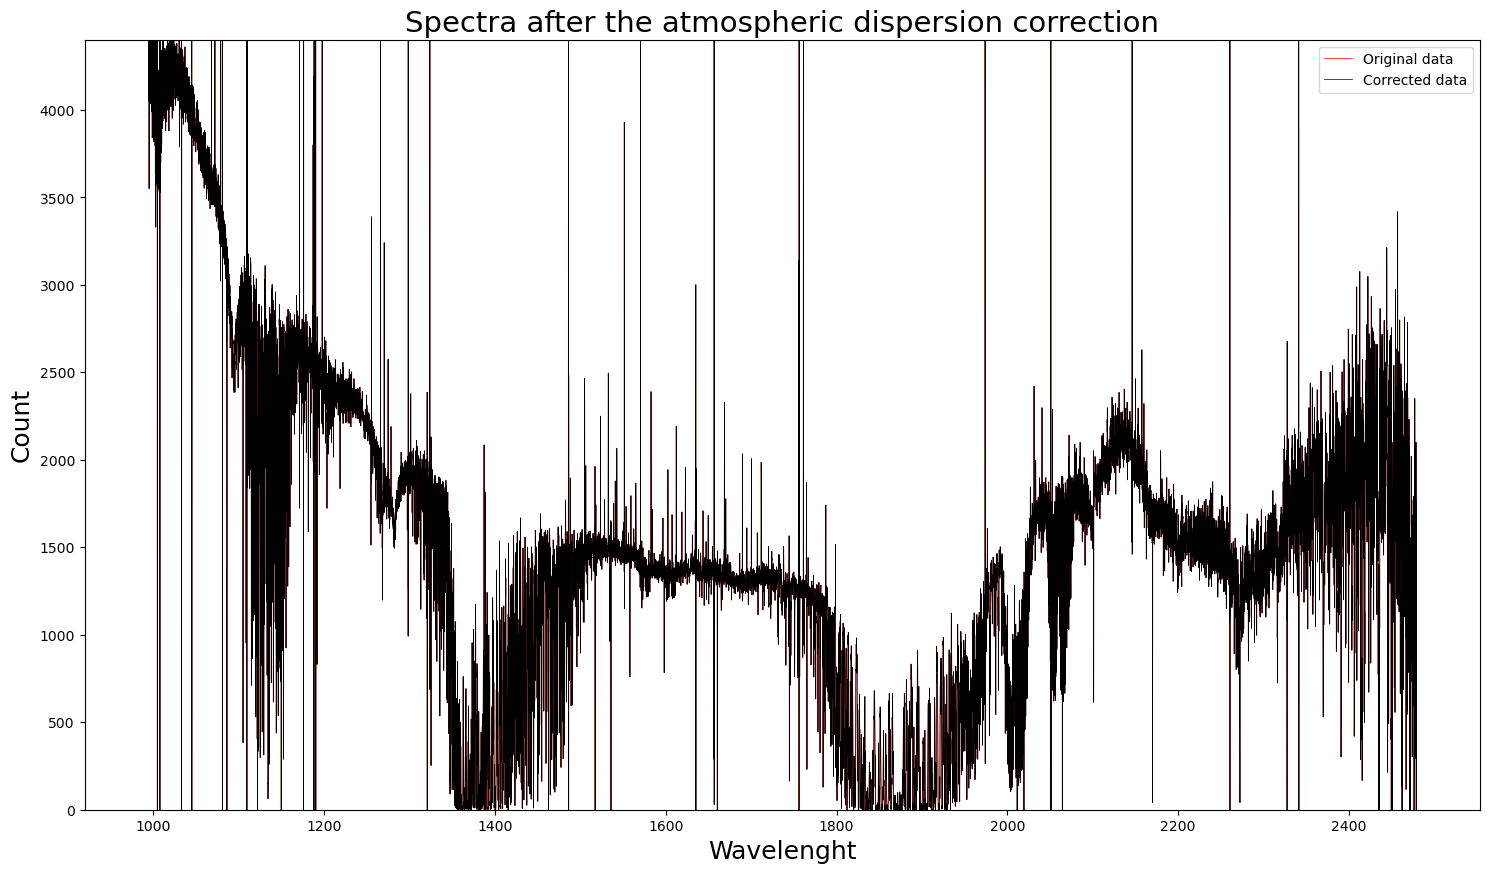 Spectra after the atmospheric dispersion correction
Original data
Corrected data
Count
4000
3500
3000
2500
2000
1500
1000
500
0
1000 1200 1400 1600 1800 2000 2200 2400
Wavelenght